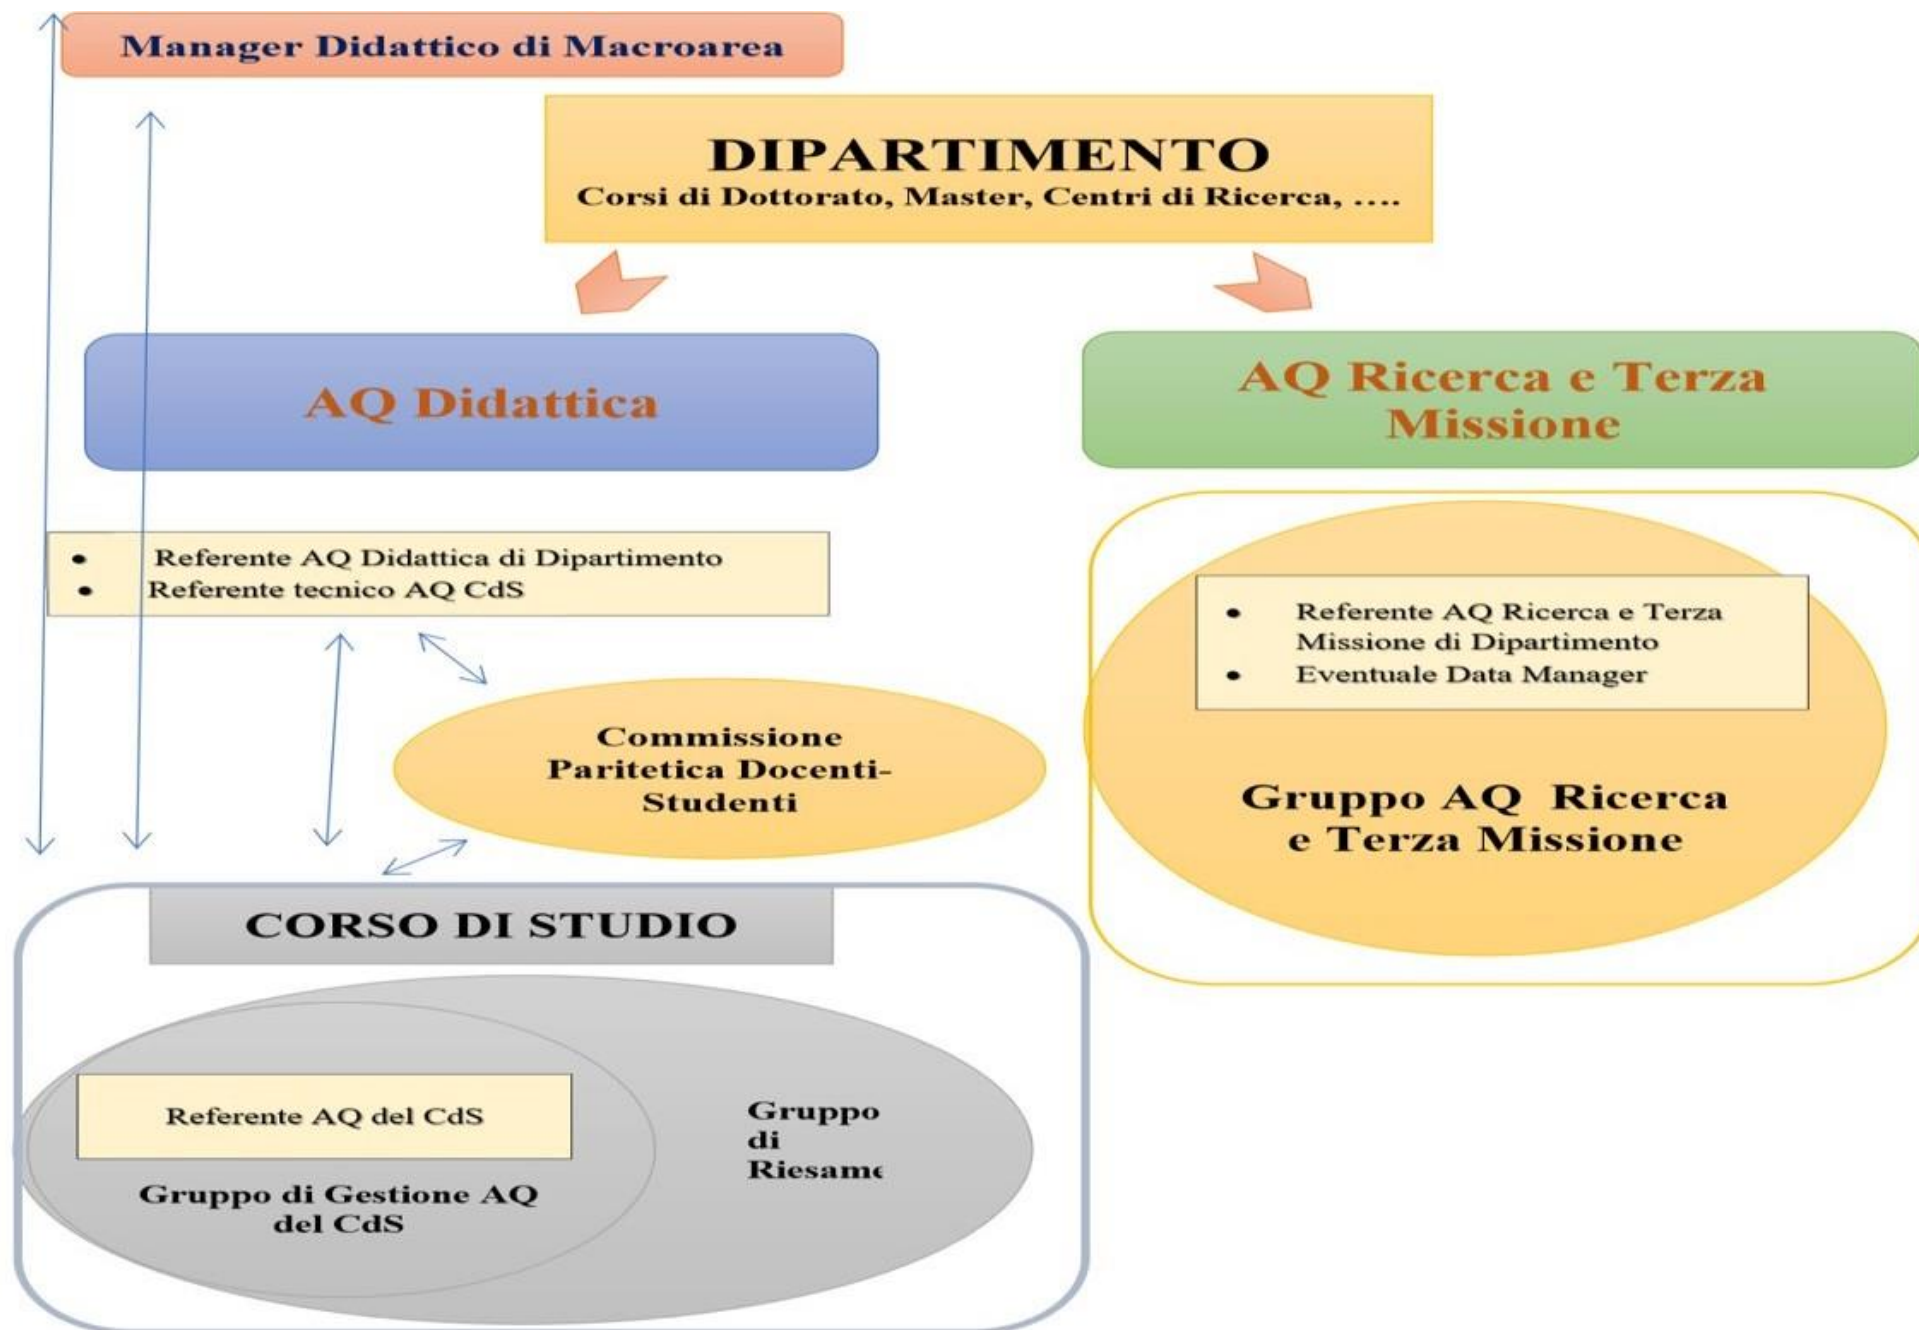 Manager Didattico di Macroarea
DIPARTIMENTO
Corsi di Dottorato, Master, Centri di Ricerca, ....
AQ Didattica
AQ Ricerca e Terza
Missione
• Referente AQ Didattica di Dipartimento
• Referente tecnico AQ CdS
• Referente AQ Ricerca e Terza
Missione di Dipartimento
• Eventuale Data Manager
Commissione
Paritetica Docenti-
Studenti
Gruppo AQ Ricerca
e Terza Missione
CORSO DI STUDIO
Referente AQ del CdS
Gruppo di Gestione AQ
del CdS
Gruppo
di
Riesame